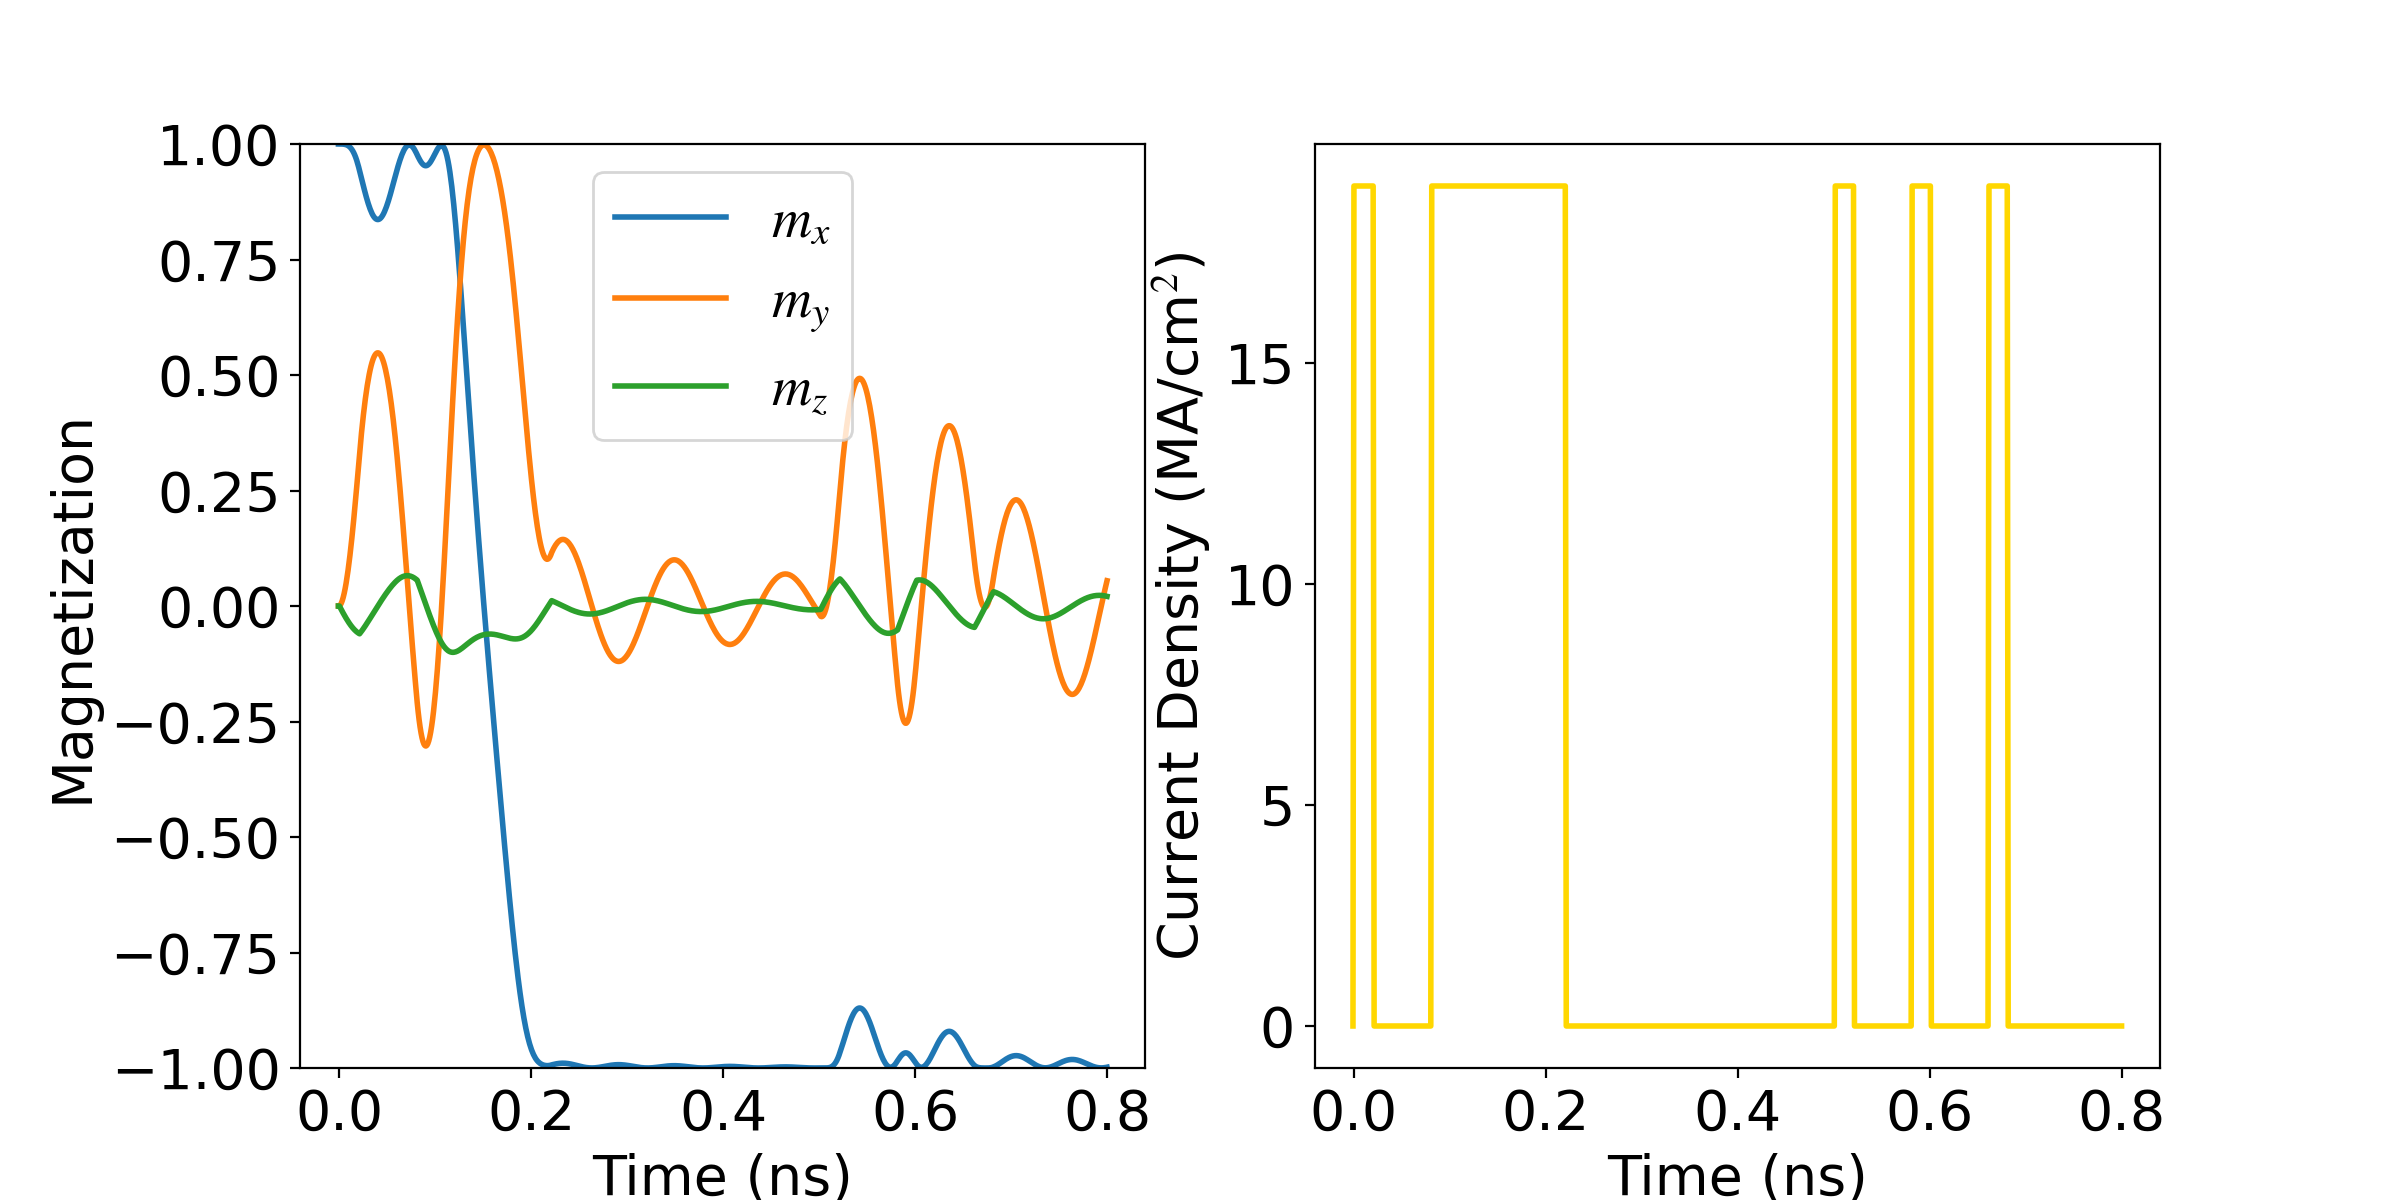 Magnetization
1.00
0.75
0.50
0.25
0.00
−0.25
−0.50
−0.75
−1.00
0.0 0.2 0.4 0.6 0.8
Time (ns)
m_x
m_y
m_z
Current Density (MA/cm²)
15
10
5
0
0.0 0.2 0.4 0.6 0.8
Time (ns)